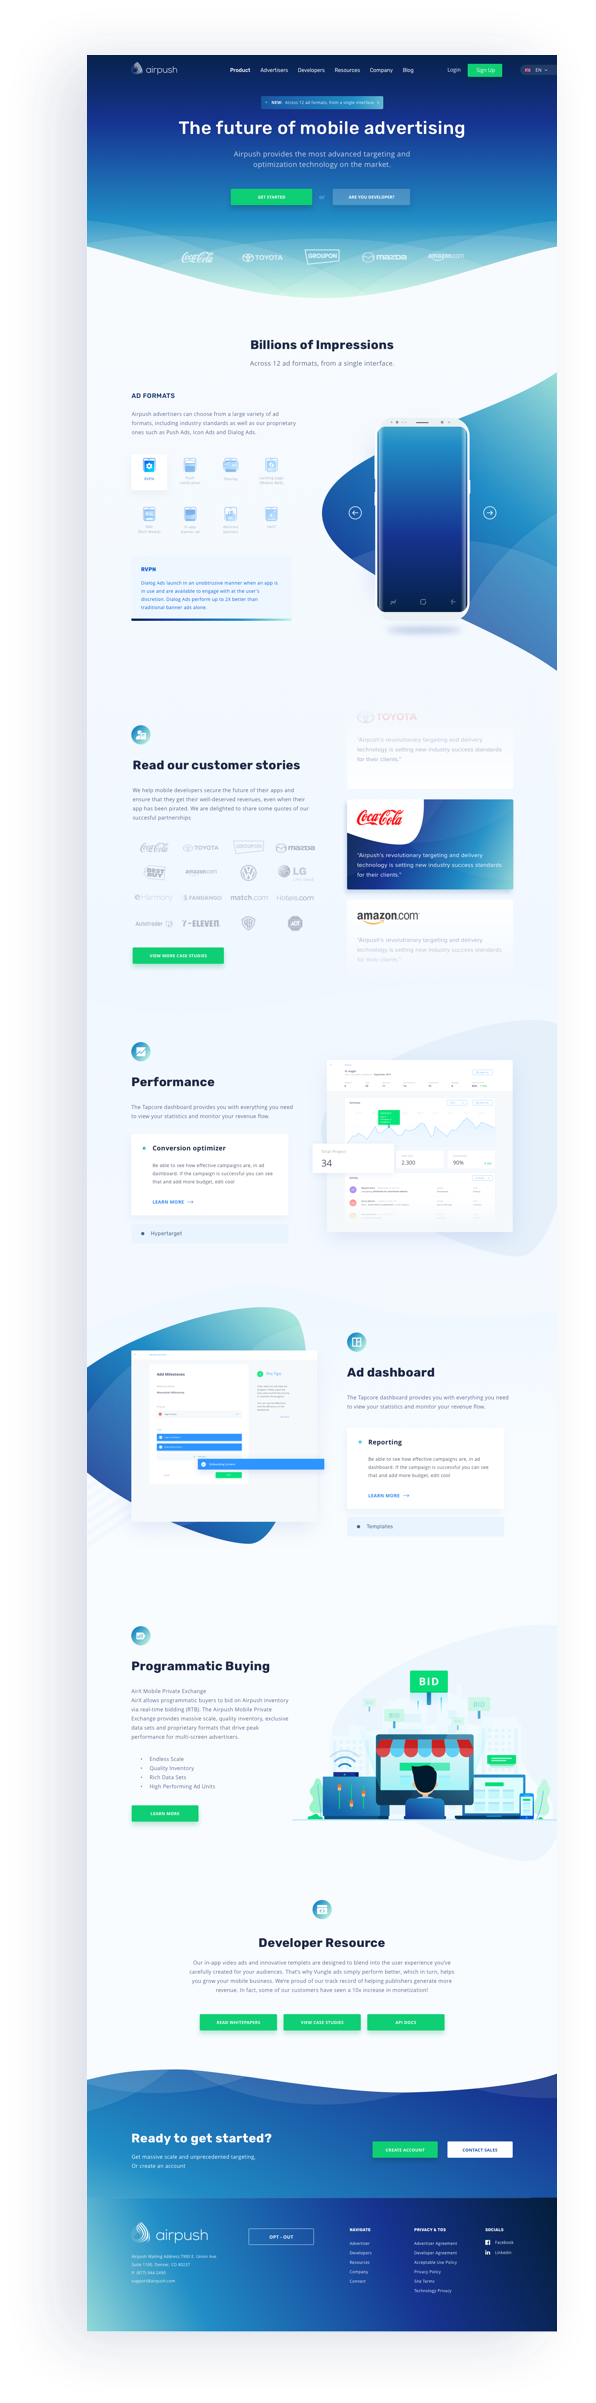 airpush
Product Advertisers Developers Resources Company Blog
Login Sign Up EN
NEW: Across 12 ad formats, from a single interface.
The future of mobile advertising
Airpush provides the most advanced targeting and
optimization technology on the market.
GET STARTED or ARE YOU DEVELOPER?
Coca-Cola TOYOTA GROUPON mazda amazon.com
Billions of Impressions
Across 12 ad formats, from a single interface.
AD FORMATS
Airpush advertisers can choose from a large variety of ad
formats, including industry standards as well as our proprietary
ones such as Push Ads, Icon Ads and Dialog Ads.
RVPN
RVPN
Dialog Ads launch in an unobtrusive manner when an app is
in use and are available to engage with at the user's
discretion. Dialog Ads perform up to 2X better than
traditional banner ads alone.
Read our customer stories
We help mobile developers secure the future of their apps and
ensure that they get their well-deserved revenues, even when their
app has been pirated. We are delighted to share some quotes of our
succesful partnerships
Coca-Cola TOYOTA GROUPON mazda
BEST BUY amazon.com LG
eHarmony FANDANGO match.com Hotels.com
Autotrader 7-ELEVEN ADT
VIEW MORE CASE STUDIES
TOYOTA
"Airpush's revolutionary targeting and delivery
technology is setting new industry success standards
for their clients."
Coca-Cola
"Airpush's revolutionary targeting and delivery
technology is setting new industry success standards
for their clients."
amazon.com
"Airpush's revolutionary targeting and delivery
technology is setting new industry success standards
for their clients."
Performance
The Tapcore dashboard provides you with everything you need
to view your statistics and monitor your revenue flow.
Conversion optimizer
Be able to see how effective campaigns are, in ad
dashboard. If the campaign is successful you can see
that and add more budget, edit cool
LEARN MORE
Hypertarget
Total Project
34
2,300
90%
Add Milestones
Pro Tips
Ad dashboard
The Tapcore dashboard provides you with everything you need
to view your statistics and monitor your revenue flow.
Reporting
Be able to see how effective campaigns are, in ad
dashboard. If the campaign is successful you can see
that and add more budget, edit cool
LEARN MORE
Templates
Programmatic Buying
AirX Mobile Private Exchange
AirX allows programmatic buyers to bid on Airpush inventory
via real-time bidding (RTB). The Airpush Mobile Private
Exchange provides massive scale, quality inventory, exclusive
data sets and proprietary formats that drive peak
performance for multi-screen advertisers.
• Endless Scale
• Quality Inventory
• Rich Data Sets
• High Performing Ad Units
LEARN MORE
BID
BID
BID
BID
Developer Resource
Our in-app video ads and innovative templets are designed to blend into the user experience you've
carefully created for your audiences. That's why Vungle ads simply perform better, which in turn, helps
you grow your mobile business. We're proud of our track record of helping publishers generate more
revenue. In fact, some of our customers have seen a 10x increase in monetization!
READ WHITEPAPERS VIEW CASE STUDIES API DOCS
Ready to get started?
Get massive scale and unprecedented targeting,
Or create an account
CREATE ACCOUNT CONTACT SALES
airpush
Airpush Mailing Address:7900 E. Union Ave.
Suite 1100, Denver, CO 80237
P: (877) 944-2490
support@airpush.com
OPT - OUT
NAVIGATE
Advertiser
Developers
Resources
Company
Contact
PRIVACY & TOS
Advertiser Agreement
Developer Agreement
Acceptable Use Policy
Privacy Policy
Site Terms
Technology Privacy
SOCIALS
Facebook
Linkedin